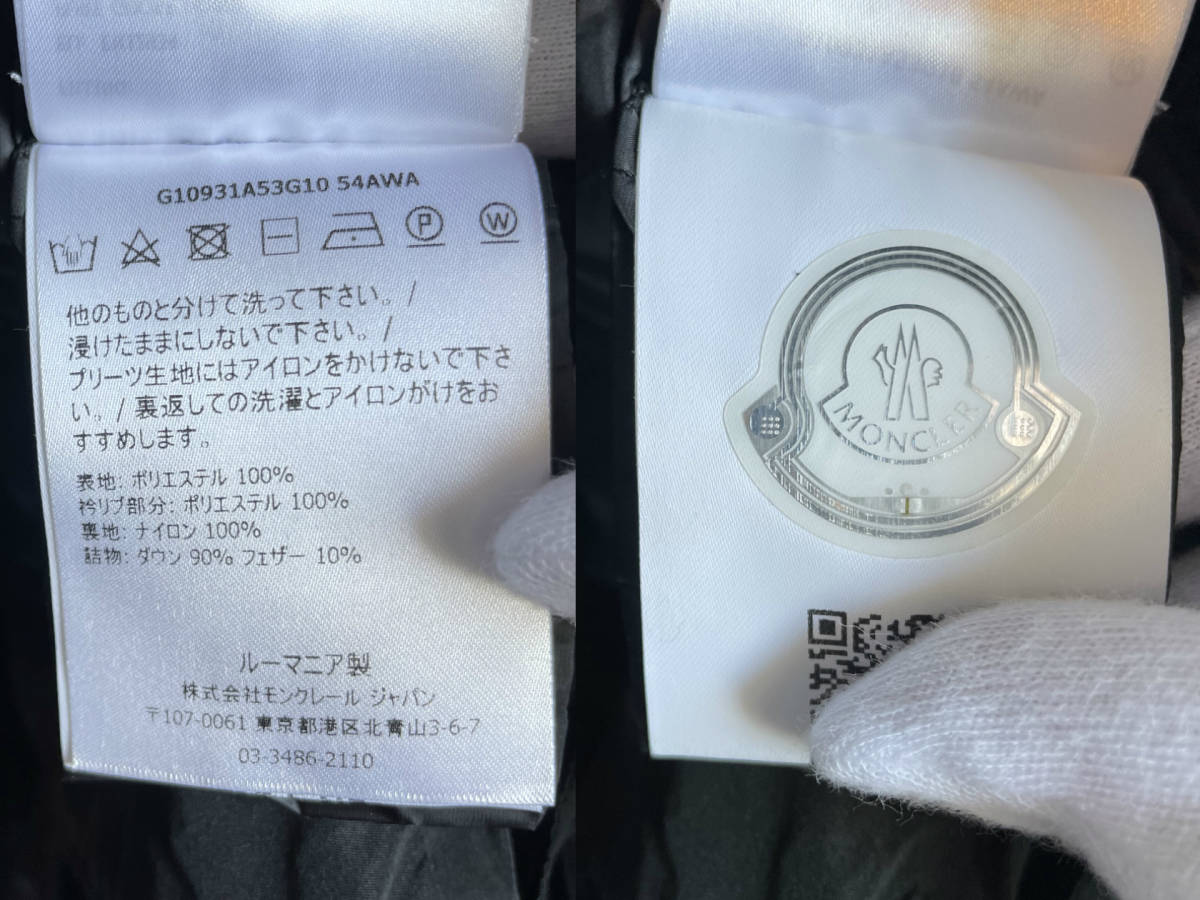 G10931A53G10 54AWA
P
W
他のものと分けて洗って下さい。/
浸けたままにしないで下さい。/
プリーツ生地にはアイロンをかけないで下さ
い。/ 裏返しての洗濯とアイロンがけをお
すすめします。
表地: ポリエステル 100%
衿リブ部分: ポリエステル 100%
裏地: ナイロン 100%
詰物: ダウン 90% フェザー 10%
ルーマニア製
株式会社モンクレール ジャパン
〒107-0061 東京都港区北青山3-6-7
03-3486-2110
MONCLER